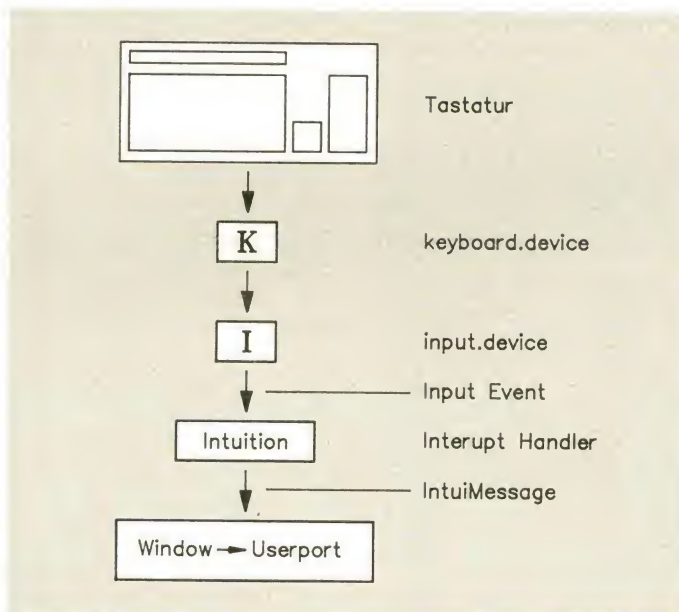 Tastatur
K
keyboard.device
I
input.device
Input Event
Intuition
Interupt Handler
IntuiMessage
Window → Userport